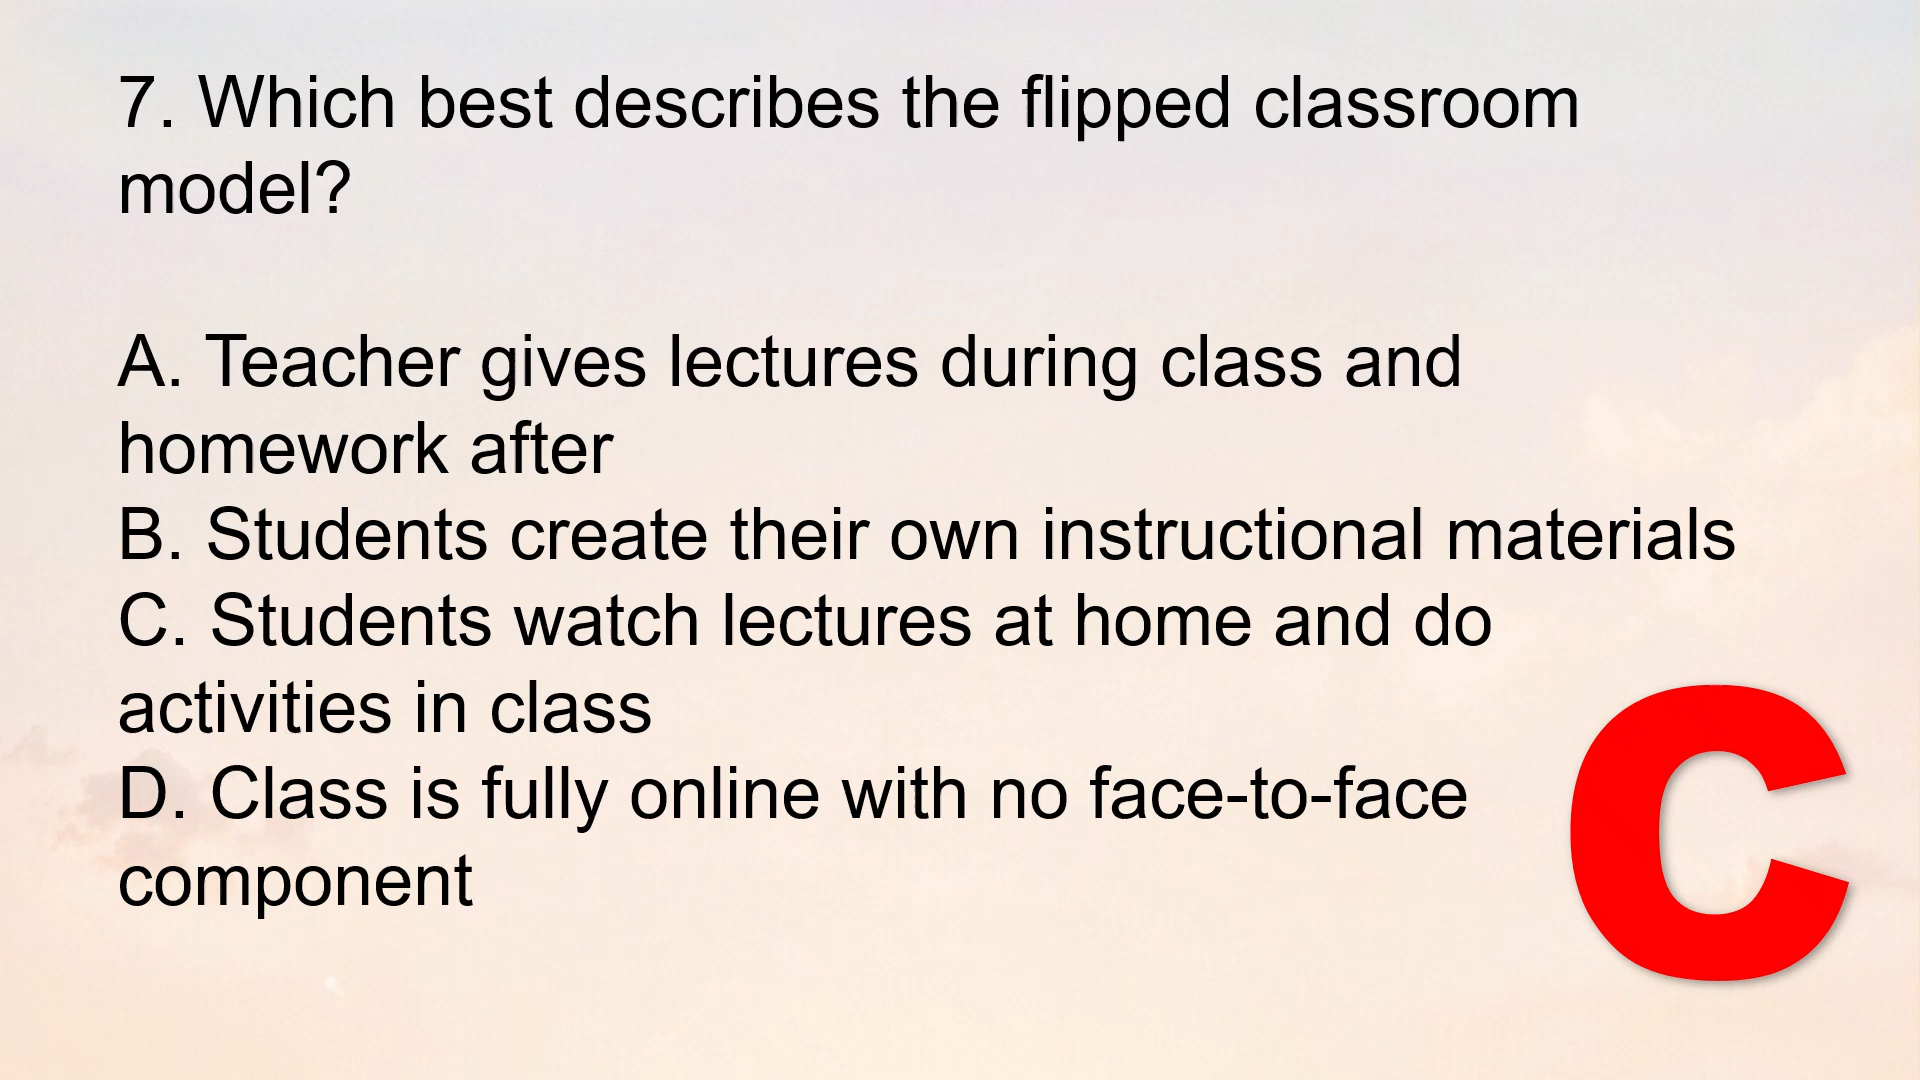 7. Which best describes the flipped classroom
model?
A. Teacher gives lectures during class and
homework after
B. Students create their own instructional materials
C. Students watch lectures at home and do
activities in class
D. Class is fully online with no face-to-face
component
C